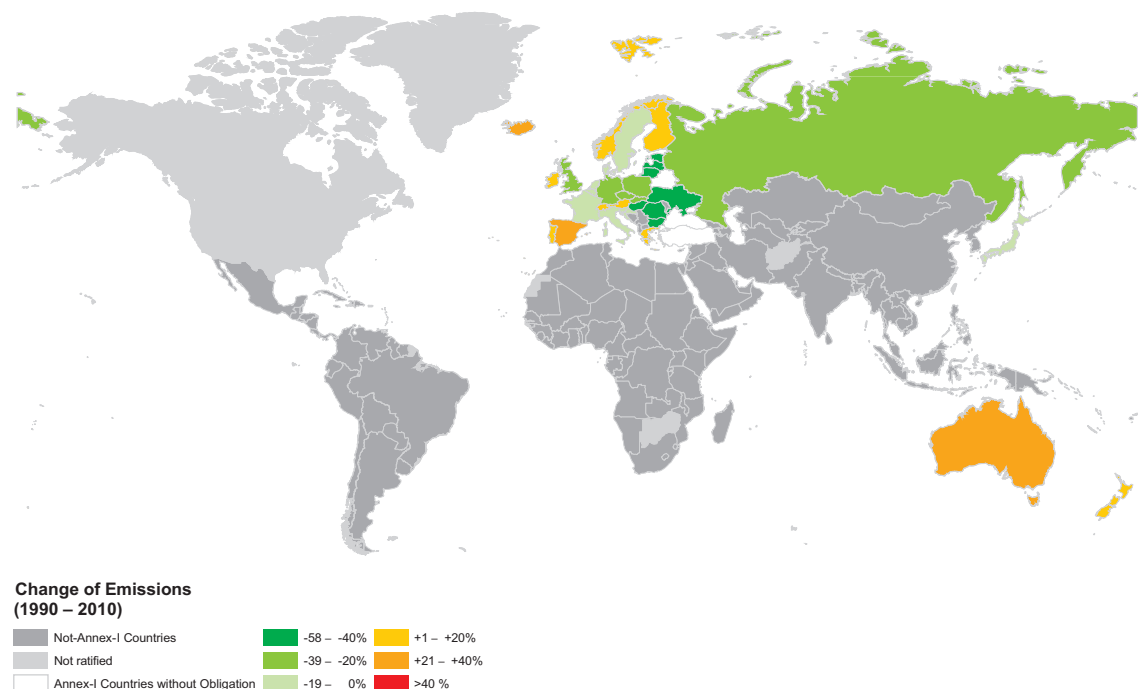 Change of Emissions
(1990 – 2010)
Not-Annex-I Countries
Not ratified
Annex-I Countries without Obligation
-58 – -40%
-39 – -20%
-19 – 0%
+1 – +20%
+21 – +40%
>40 %